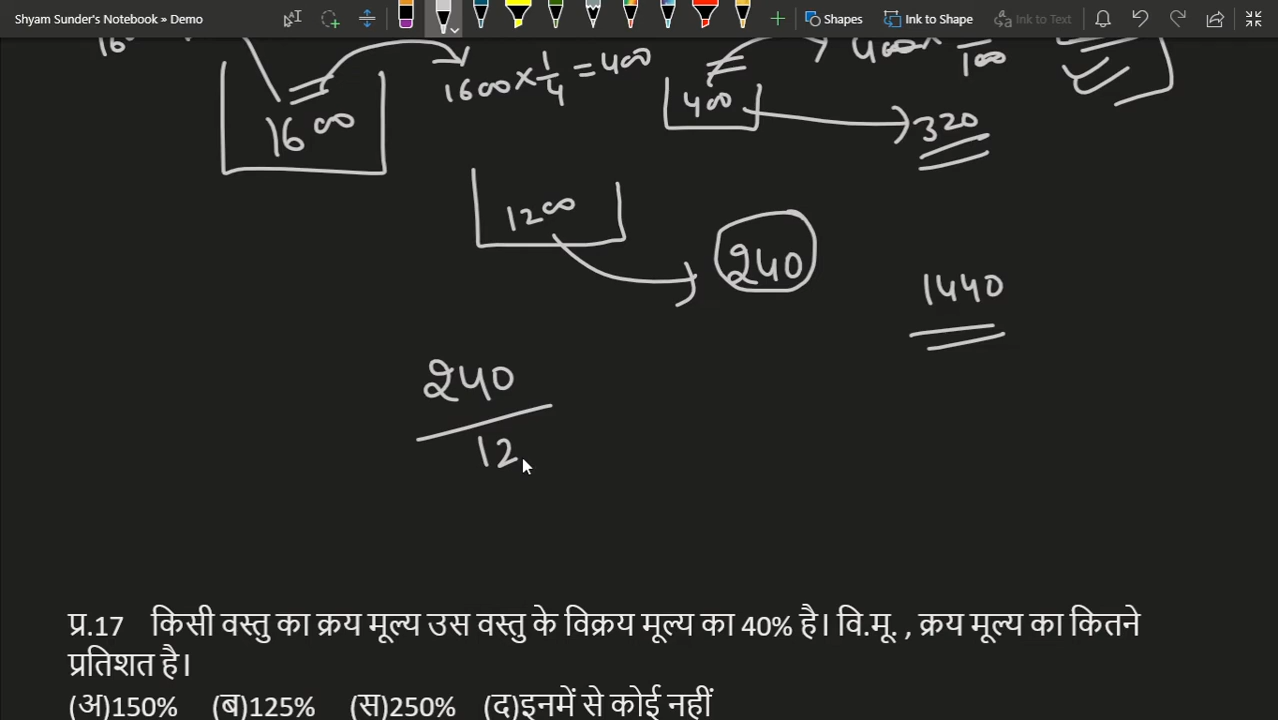 Shyam Sunder's Notebook » Demo
Shapes
Ink to Shape
Ink to Text
1600 × 1/4 = 400
400 ×
100
1600
400
320
1200
240
1440
240
12
प्र.17 किसी वस्तु का क्रय मूल्य उस वस्तु के विक्रय मूल्य का 40% है। वि.मू. , क्रय मूल्य का कितने
प्रतिशत है।
(अ)150% (ब)125% (स)250% (द)इनमें से कोई नहीं